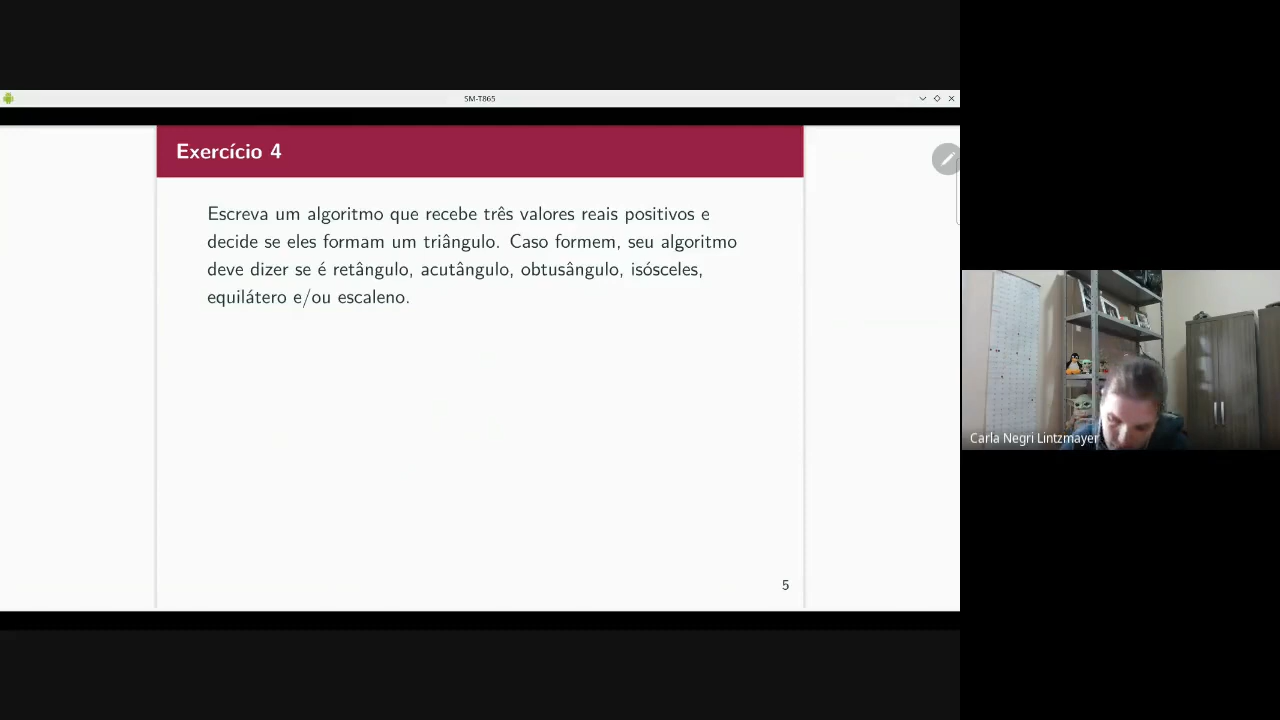 SM-T865
Exercício 4
Escreva um algoritmo que recebe três valores reais positivos e
decide se eles formam um triângulo. Caso formem, seu algoritmo
deve dizer se é retângulo, acutângulo, obtusângulo, isósceles,
equilátero e/ou escaleno.
5
Carla Negri Lintzmayer